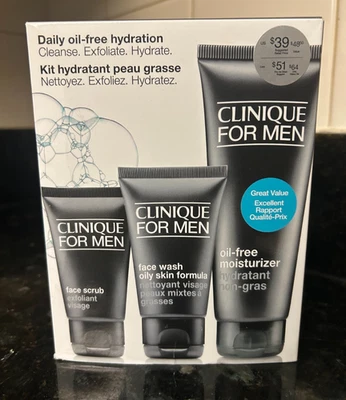 Daily oil-free hydration
Cleanse. Exfoliate. Hydrate.
Kit hydratant peau grasse
Nettoyez. Exfoliez. Hydratez.
$39
$51
$64
CLINIQUE
FOR MEN
Great Value
Excellent
Rapport
Qualité-Prix
oil-free
moisturizer
hydratant
non-gras
CLINIQUE
FOR MEN
face wash
oily skin formula
nettoyant visage
peaux mixtes à
grasses
CLINIQUE
FOR MEN
face scrub
exfoliant
visage